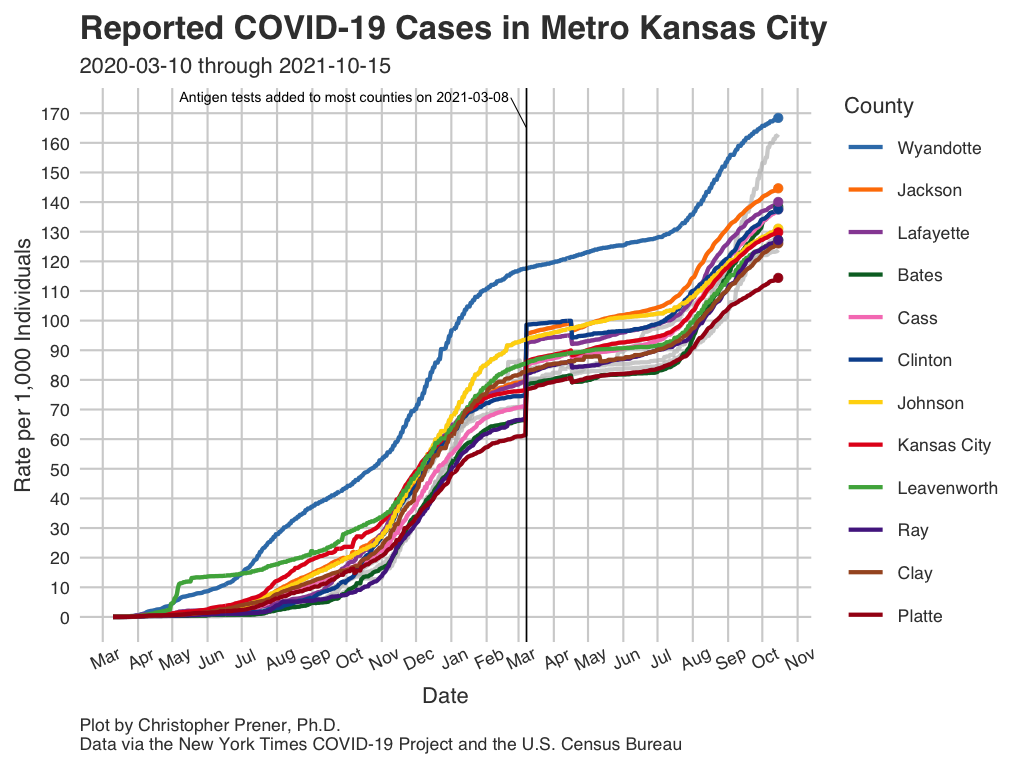 Reported COVID-19 Cases in Metro Kansas City
2020-03-10 through 2021-10-15
Antigen tests added to most counties on 2021-03-08
Rate per 1,000 Individuals
170
160
150
140
130
120
110
100
90
80
70
60
50
40
30
20
10
0
Mar Apr May Jun Jul Aug Sep Oct Nov Dec Jan Feb Mar Apr May Jun Jul Aug Sep Oct Nov
Date
County
Wyandotte
Jackson
Lafayette
Bates
Cass
Clinton
Johnson
Kansas City
Leavenworth
Ray
Clay
Platte
Plot by Christopher Prener, Ph.D.
Data via the New York Times COVID-19 Project and the U.S. Census Bureau